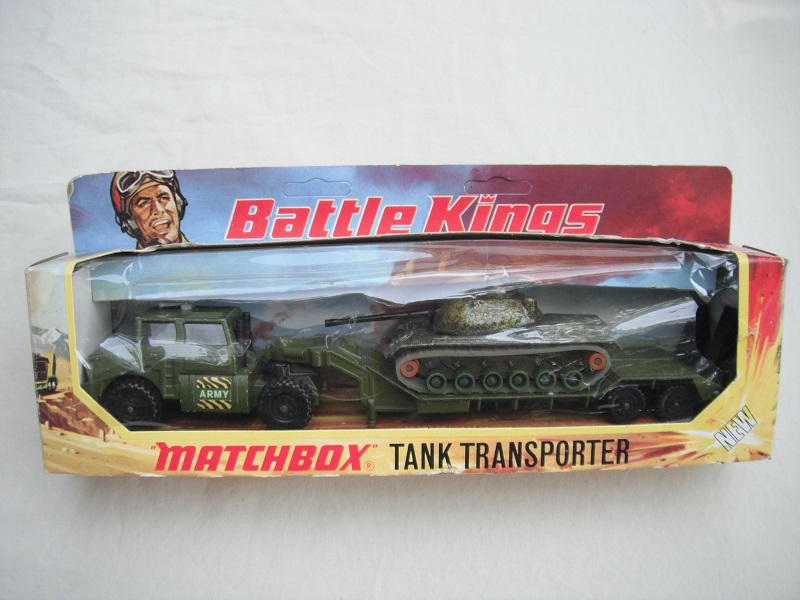 Battle Kings
ARMY
"MATCHBOX"® TANK TRANSPORTER
NEW